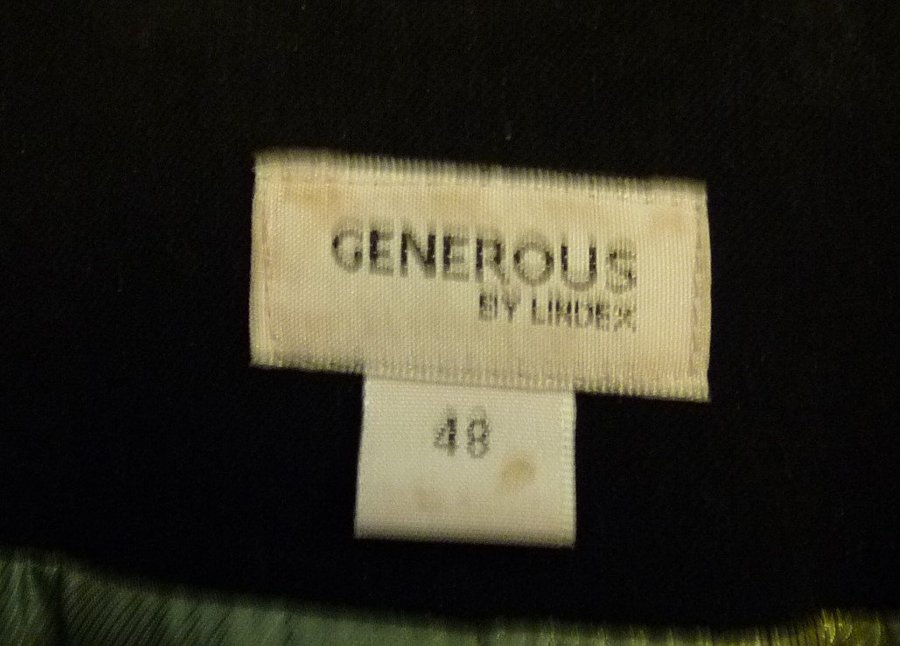 GENEROUS
BY LINDEX
48